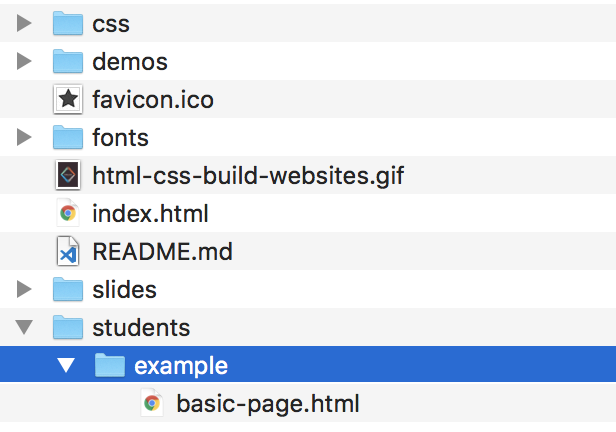 css
demos
favicon.ico
fonts
html-css-build-websites.gif
index.html
README.md
slides
students
example
basic-page.html